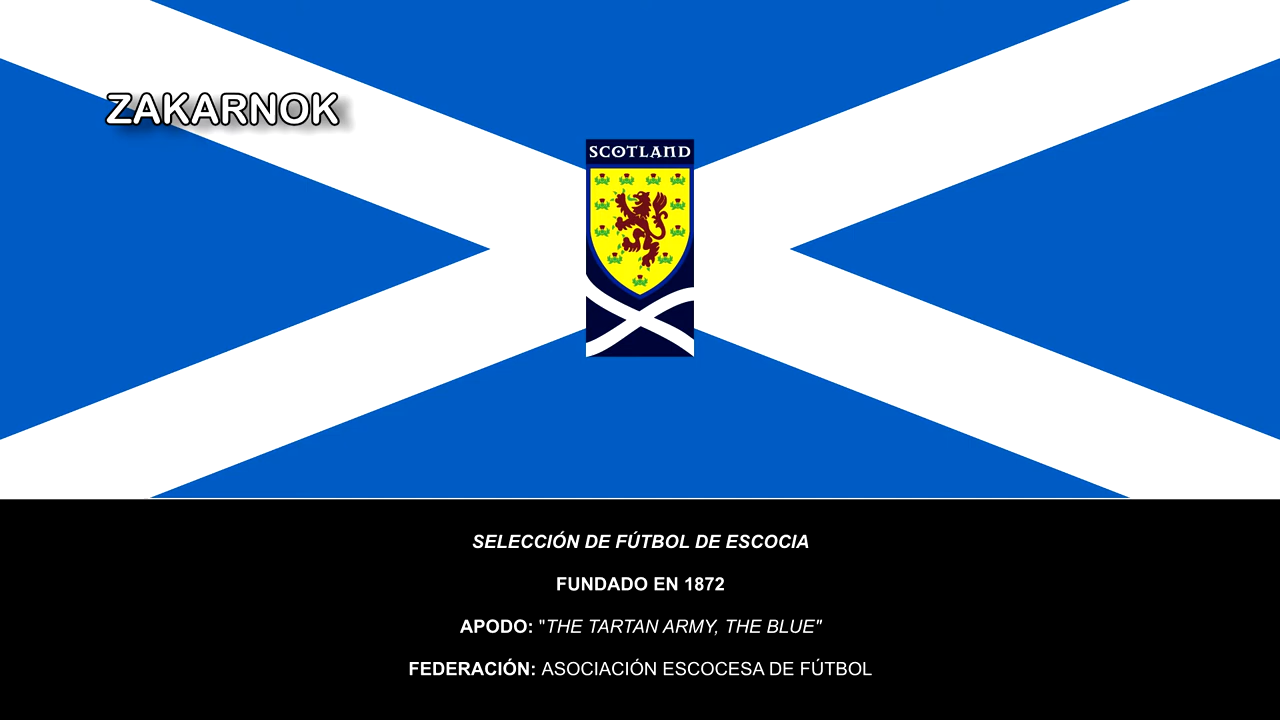 ZAKARNOK
SCOTLAND
SELECCIÓN DE FÚTBOL DE ESCOCIA
FUNDADO EN 1872
APODO: "THE TARTAN ARMY, THE BLUE"
FEDERACIÓN: ASOCIACIÓN ESCOCESA DE FÚTBOL